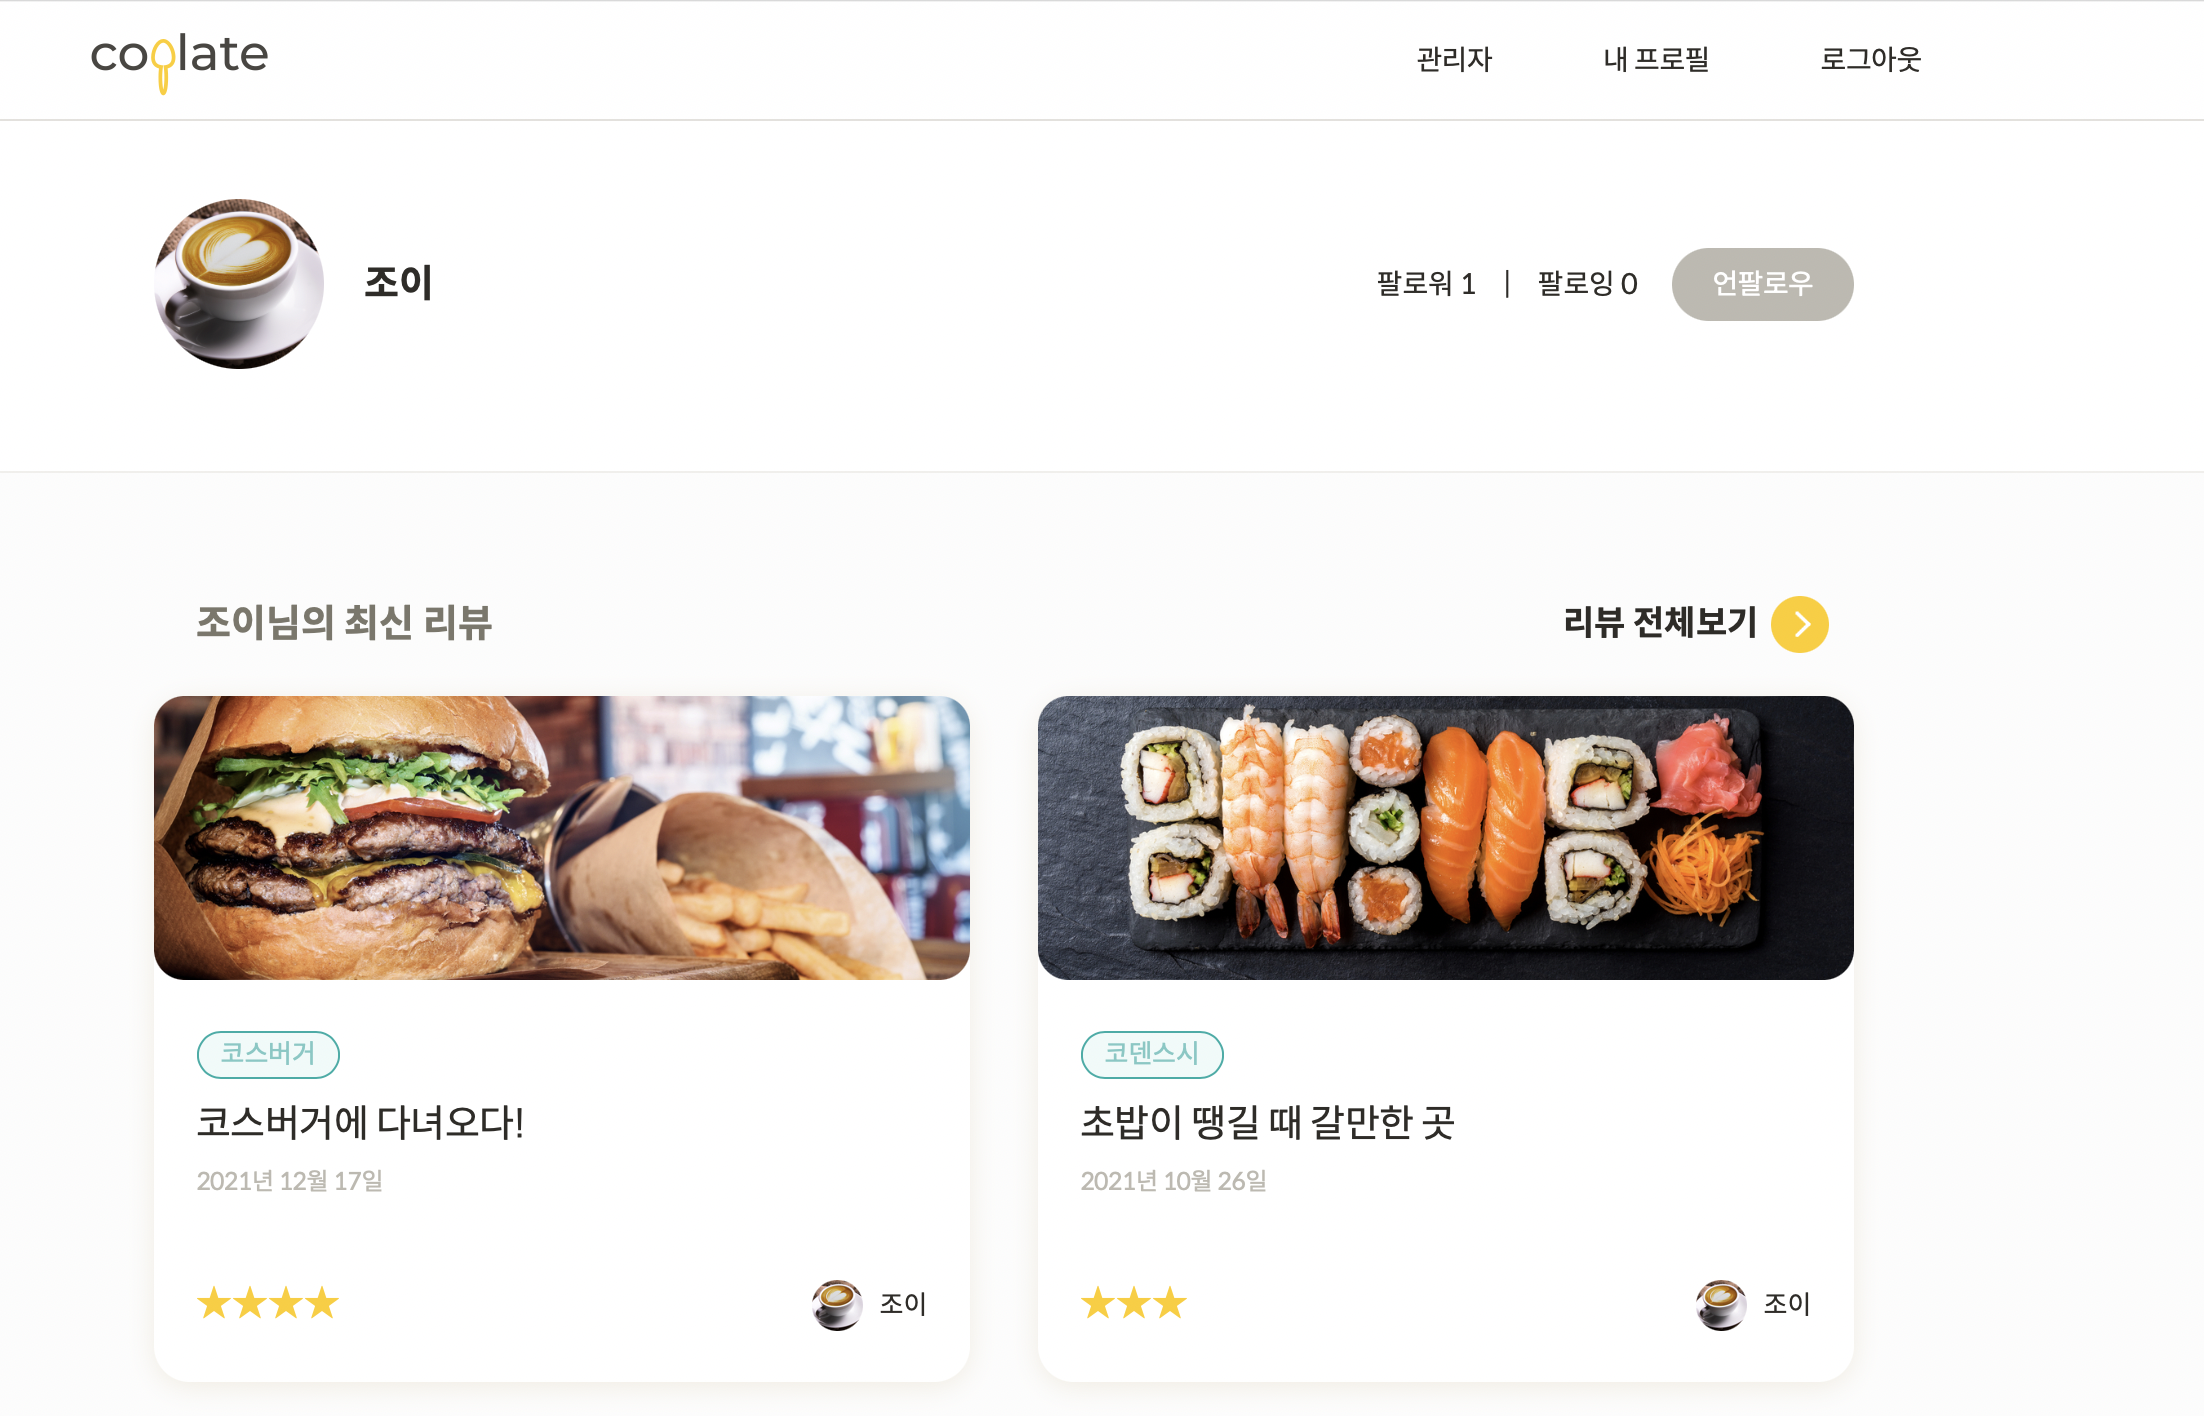 coplate
관리자 내 프로필 로그아웃
조이
팔로워 1 | 팔로잉 0 언팔로우
조이님의 최신 리뷰 리뷰 전체보기
코스버거
코스버거에 다녀오다!
2021년 12월 17일
★★★★ 조이
코덴스시
초밥이 땡길 때 갈만한 곳
2021년 10월 26일
★★★ 조이